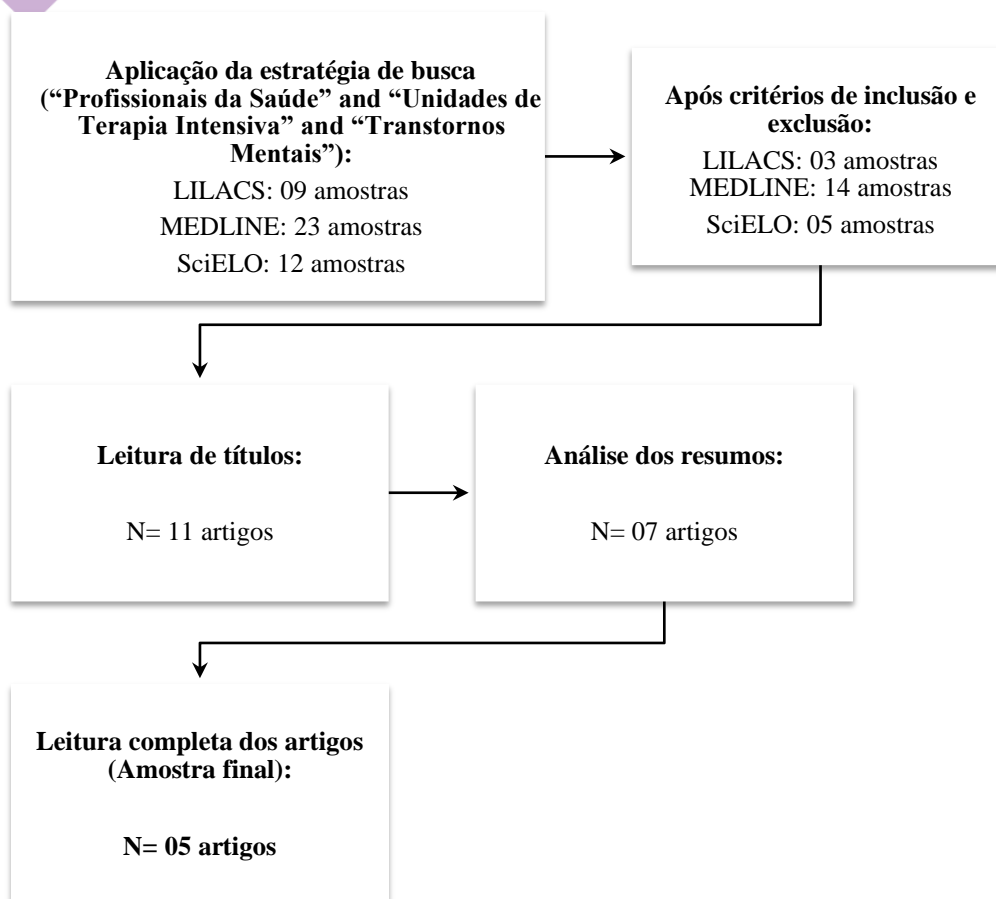 Aplicação da estratégia de busca
(“Profissionais da Saúde” and “Unidades de
Terapia Intensiva” and “Transtornos
Mentais”):
LILACS: 09 amostras
MEDLINE: 23 amostras
SciELO: 12 amostras
Após critérios de inclusão e
exclusão:
LILACS: 03 amostras
MEDLINE: 14 amostras
SciELO: 05 amostras
Leitura de títulos:
N= 11 artigos
Análise dos resumos:
N= 07 artigos
Leitura completa dos artigos
(Amostra final):
N= 05 artigos